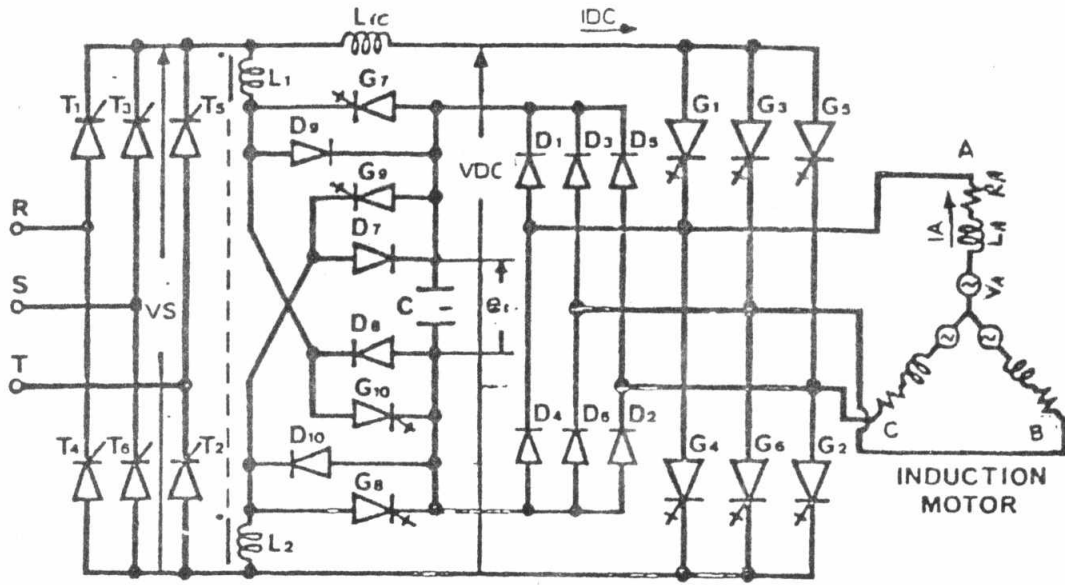 LFC
IDC
L1
G7
D9
G9
D7
C
e1
D8
G10
D10
G8
L2
VS
VDC
T1 T3 T5
T4 T6 T2
R
S
T
D1 D3 D5
D4 D6 D2
G1 G3 G5
G4 G6 G2
A
RA
LA
IA
VA
C
B
INDUCTION
MOTOR